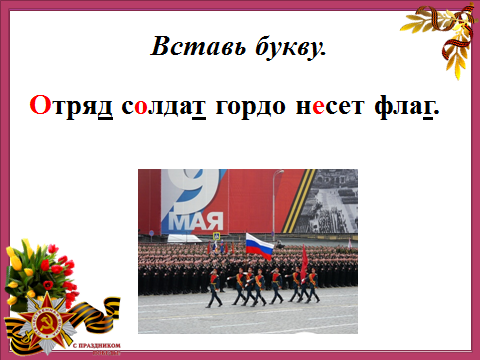 Вставь букву.
Отряд солдат гордо несет флаг.
9
МАЯ
С ПРАЗДНИКОМ